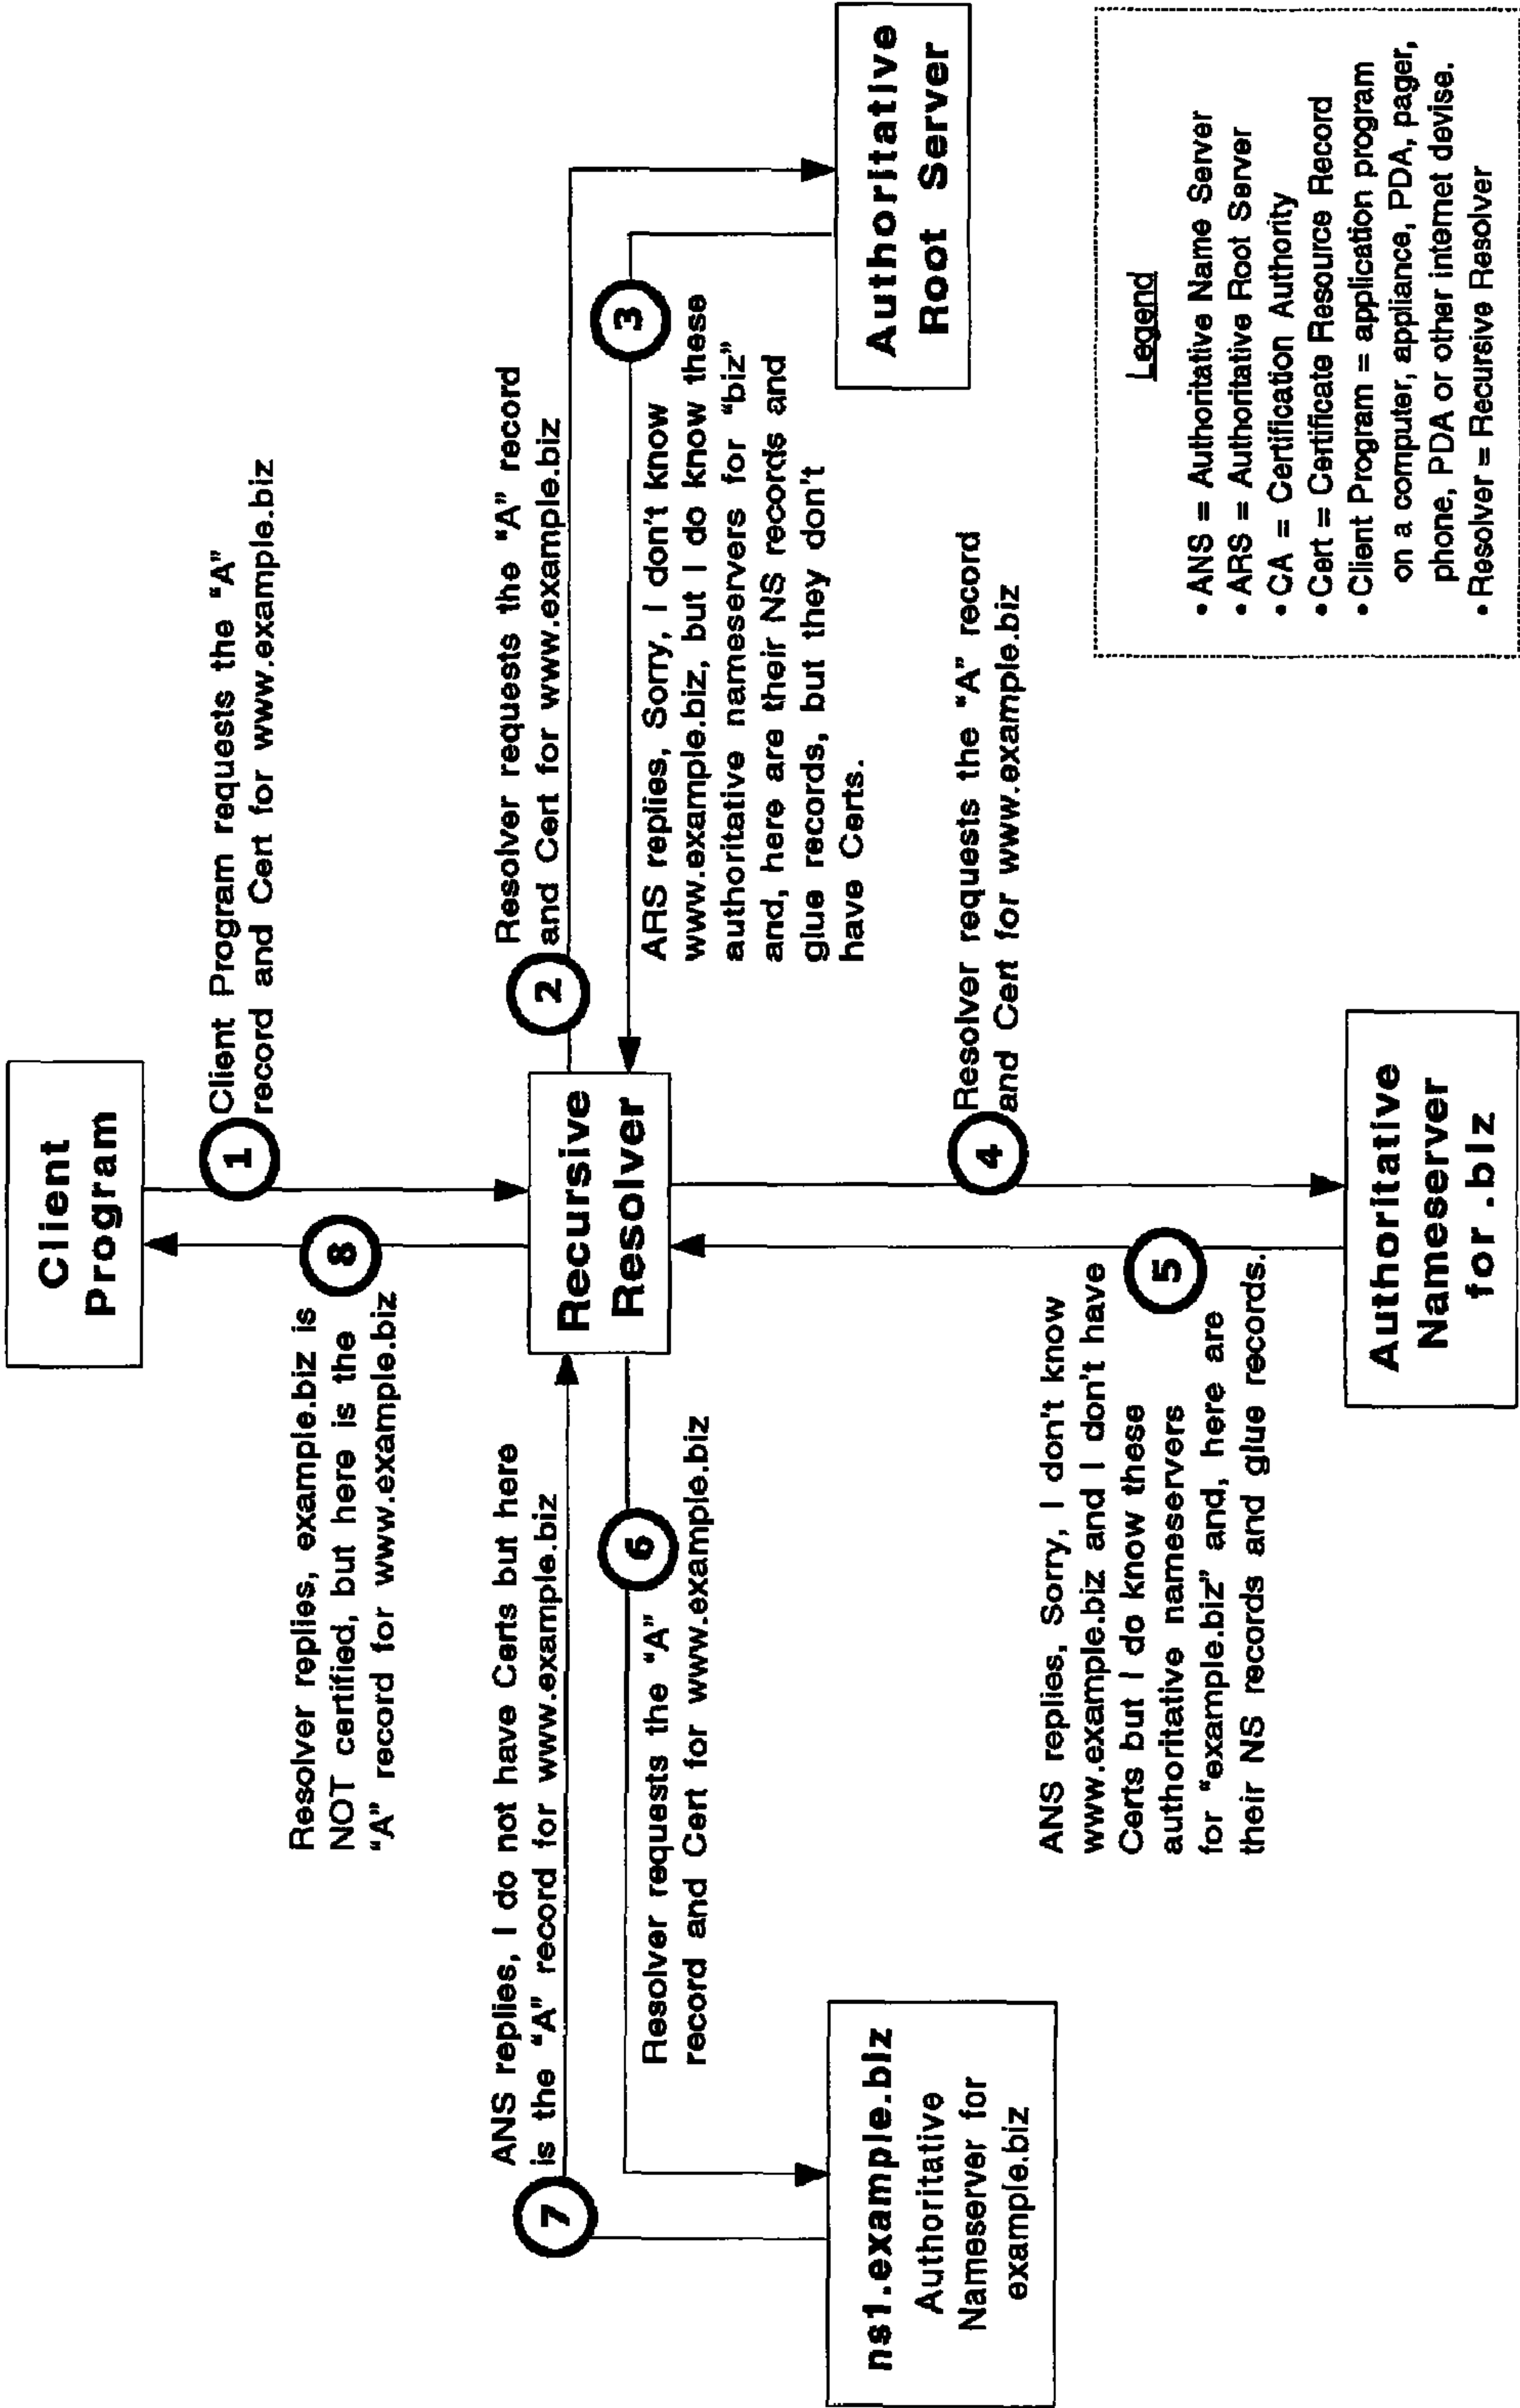 Client
Program
1
Client Program requests the "A"
record and Cert for www.example.biz
8
Resolver replies, example.biz is
NOT certified, but here is the
"A" record for www.example.biz
Recursive
Resolver
2
Resolver requests the "A" record
and Cert for www.example.biz
3
ARS replies, Sorry, I don't know
www.example.biz, but I do know these
authoritative nameservers for "biz"
and, here are their NS records and
glue records, but they don't
have Certs.
Authoritative
Root Server
4
Resolver requests the "A" record
and Cert for www.example.biz
5
ANS replies, Sorry, I don't know
www.example.biz and I don't have
Certs but I do know these
authoritative nameservers
for "example.biz" and, here are
their NS records and glue records.
Authoritative
Nameserver
for .biz
6
Resolver requests the "A"
record and Cert for www.example.biz
7
ANS replies, I do not have Certs but here
is the "A" record for www.example.biz
ns1.example.biz
Authoritative
Nameserver for
example.biz
Legend
• ANS = Authoritative Name Server
• ARS = Authoritative Root Server
• CA = Certification Authority
• Cert = Certificate Resource Record
• Client Program = application program
on a computer, appliance, PDA, pager,
phone, PDA or other internet devise.
• Resolver = Recursive Resolver